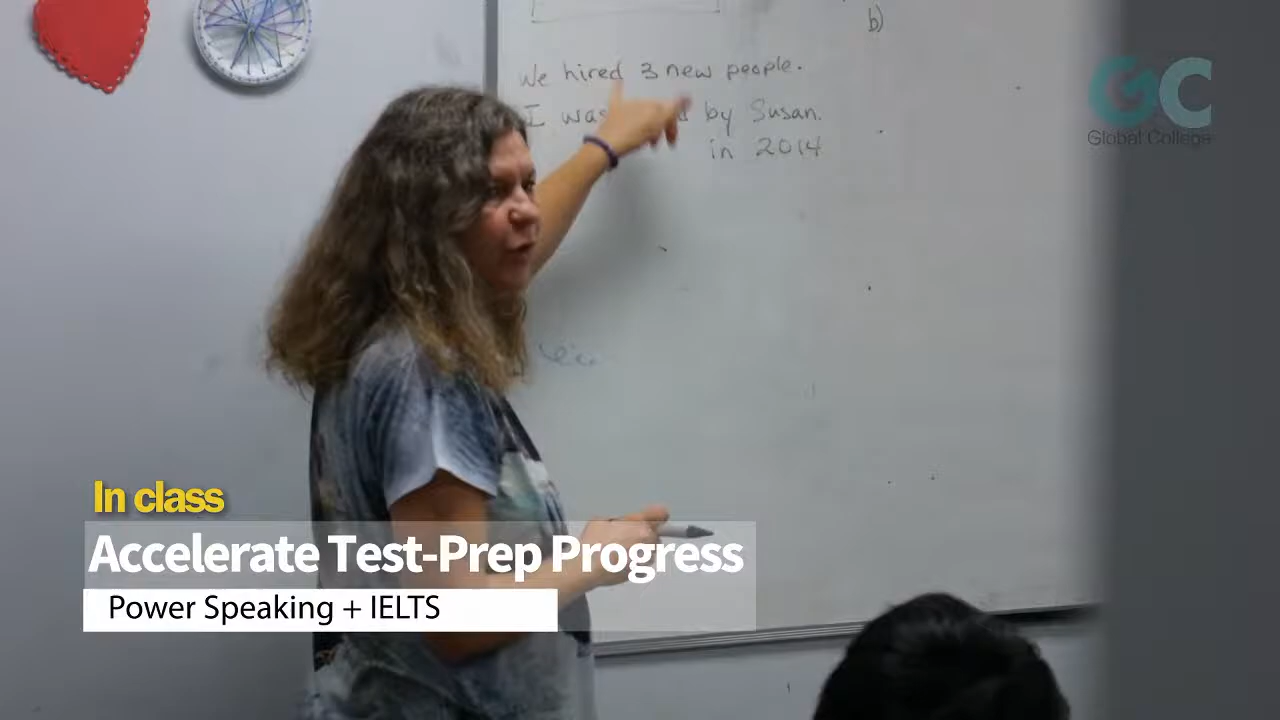 b)
We hired 3 new people.
I was by Susan.
in 2014
GC
Global College
In class
Accelerate Test-Prep Progress
Power Speaking + IELTS